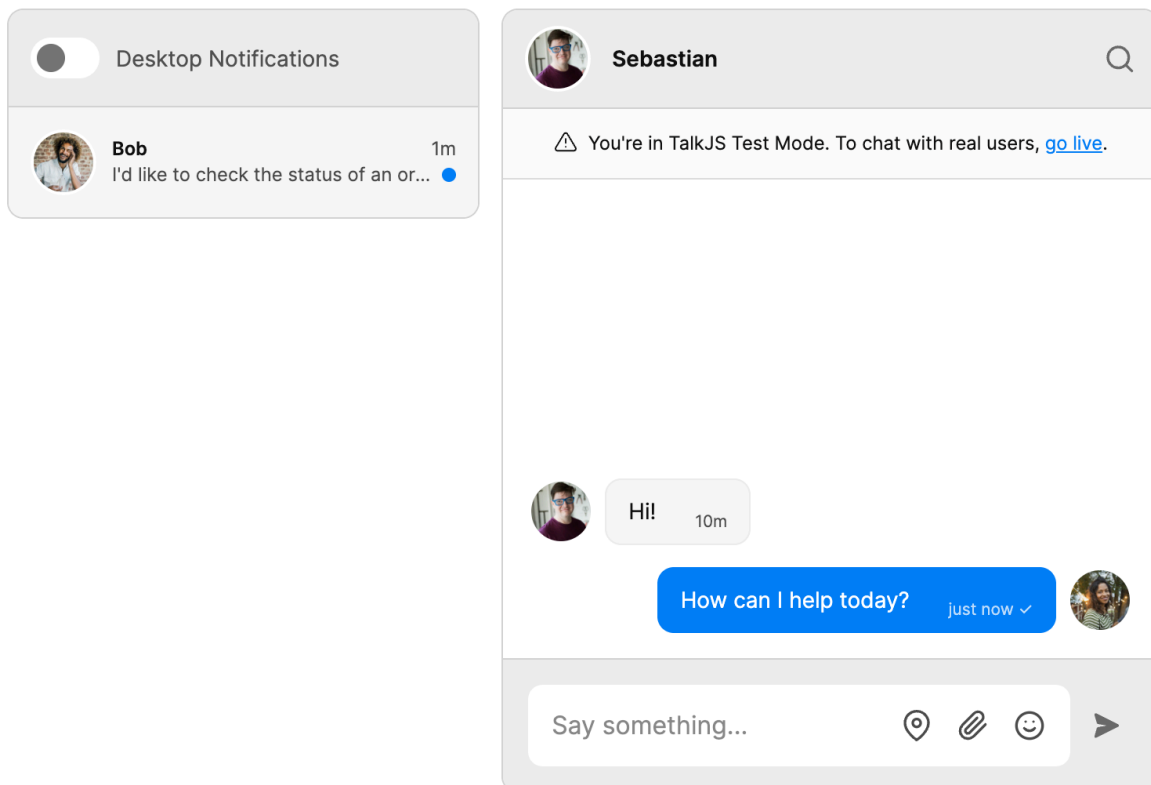 Desktop Notifications
Bob
1m
I'd like to check the status of an or...
Sebastian
You're in TalkJS Test Mode. To chat with real users, go live.
Hi!
10m
How can I help today?
just now ✓
Say something...